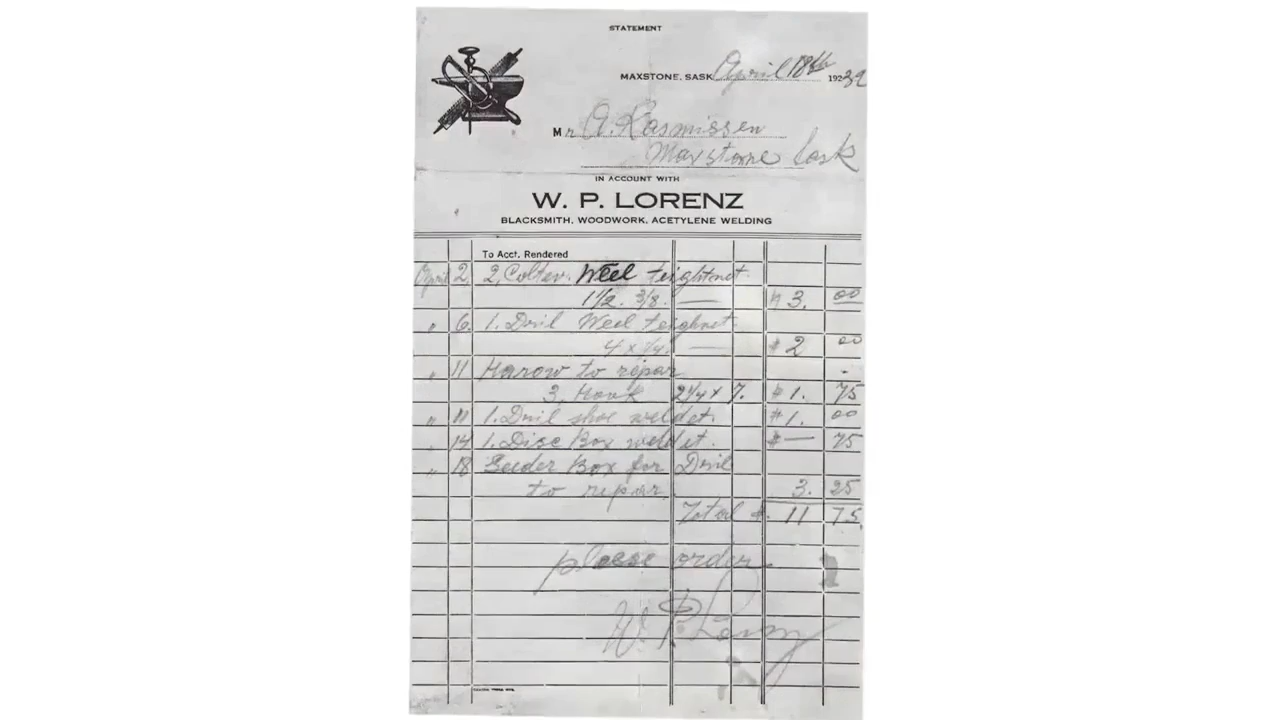 STATEMENT
MAXSTONE, SASK April 18th 19239
Mr A. Rasmissen
Maxstone Sask
IN ACCOUNT WITH
W. P. LORENZ
BLACKSMITH, WOODWORK, ACETYLENE WELDING
To Acct. Rendered
April 2. 2 Colter Weel teightnet.
1 1/2. 3/8. — $ 3. 00
" 6. 1. Dril Weel teighnet.
4 x 1/4 — $ 2 00
" 11 Harow to repar
3, Hook 2 1/4 x 7. $ 1. 75
" 11 1. Dril shoe weldet. $ 1. 00
" 14 1. Disc Box weldet. $ — 75
" 18 Seeder Box for Dril
to repar, 3. 25
Total $ 11 75
please order.
W. P. Lorenz